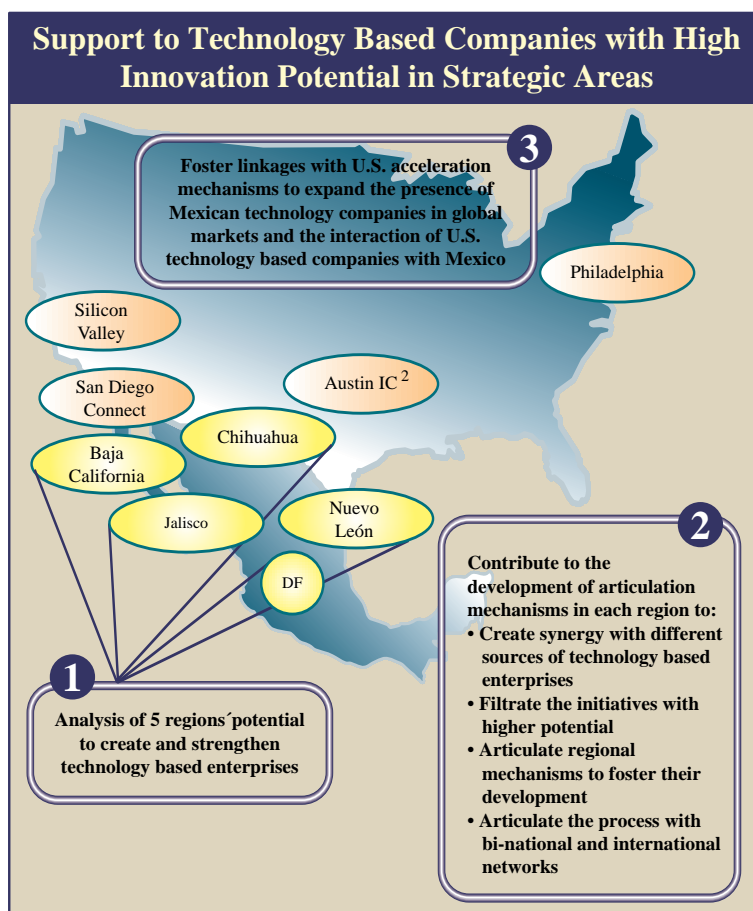 Support to Technology Based Companies with High
Innovation Potential in Strategic Areas
3
Foster linkages with U.S. acceleration
mechanisms to expand the presence of
Mexican technology companies in global
markets and the interaction of U.S.
technology based companies with Mexico
Philadelphia
Silicon
Valley
San Diego
Connect
Austin IC 2
Chihuahua
Baja
California
Jalisco
Nuevo
León
DF
2
Contribute to the
development of articulation
mechanisms in each region to:
• Create synergy with different
sources of technology based
enterprises
• Filtrate the initiatives with
higher potential
• Articulate regional
mechanisms to foster their
development
• Articulate the process with
bi-national and international
networks
1
Analysis of 5 regions´potential
to create and strengthen
technology based enterprises